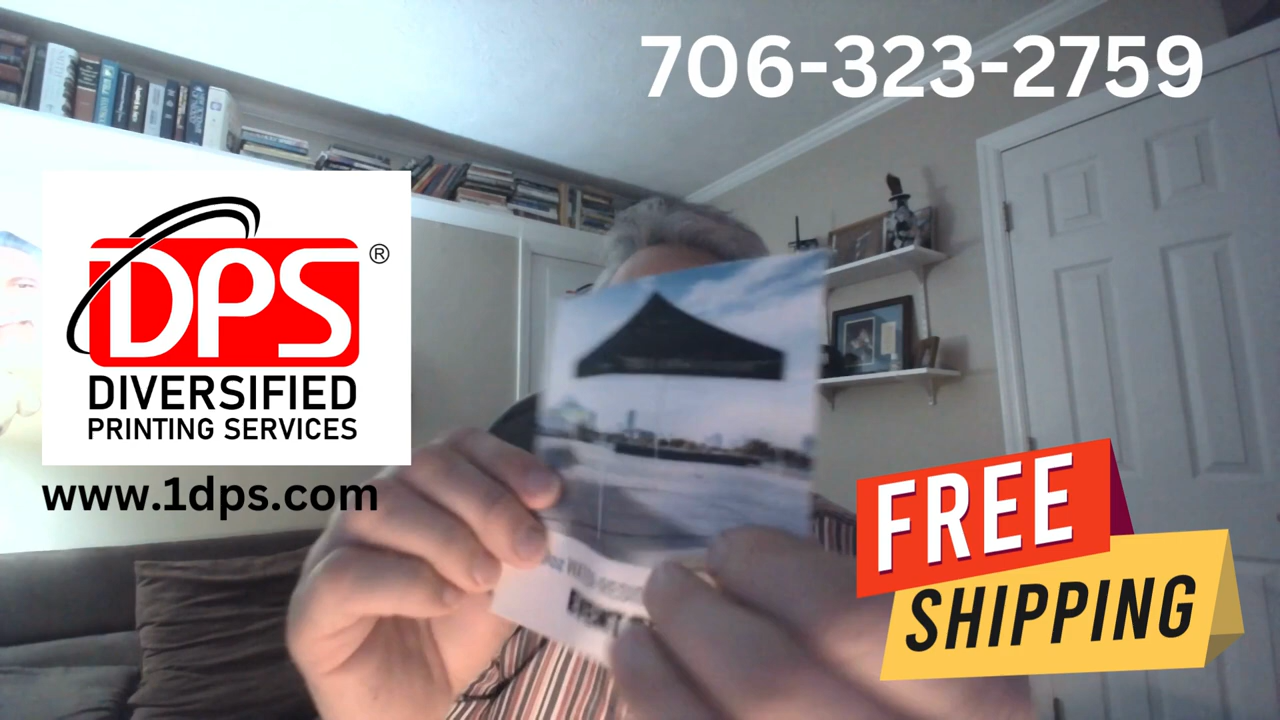 706-323-2759
DPS®
DIVERSIFIED
PRINTING SERVICES
www.1dps.com
FREE
SHIPPING